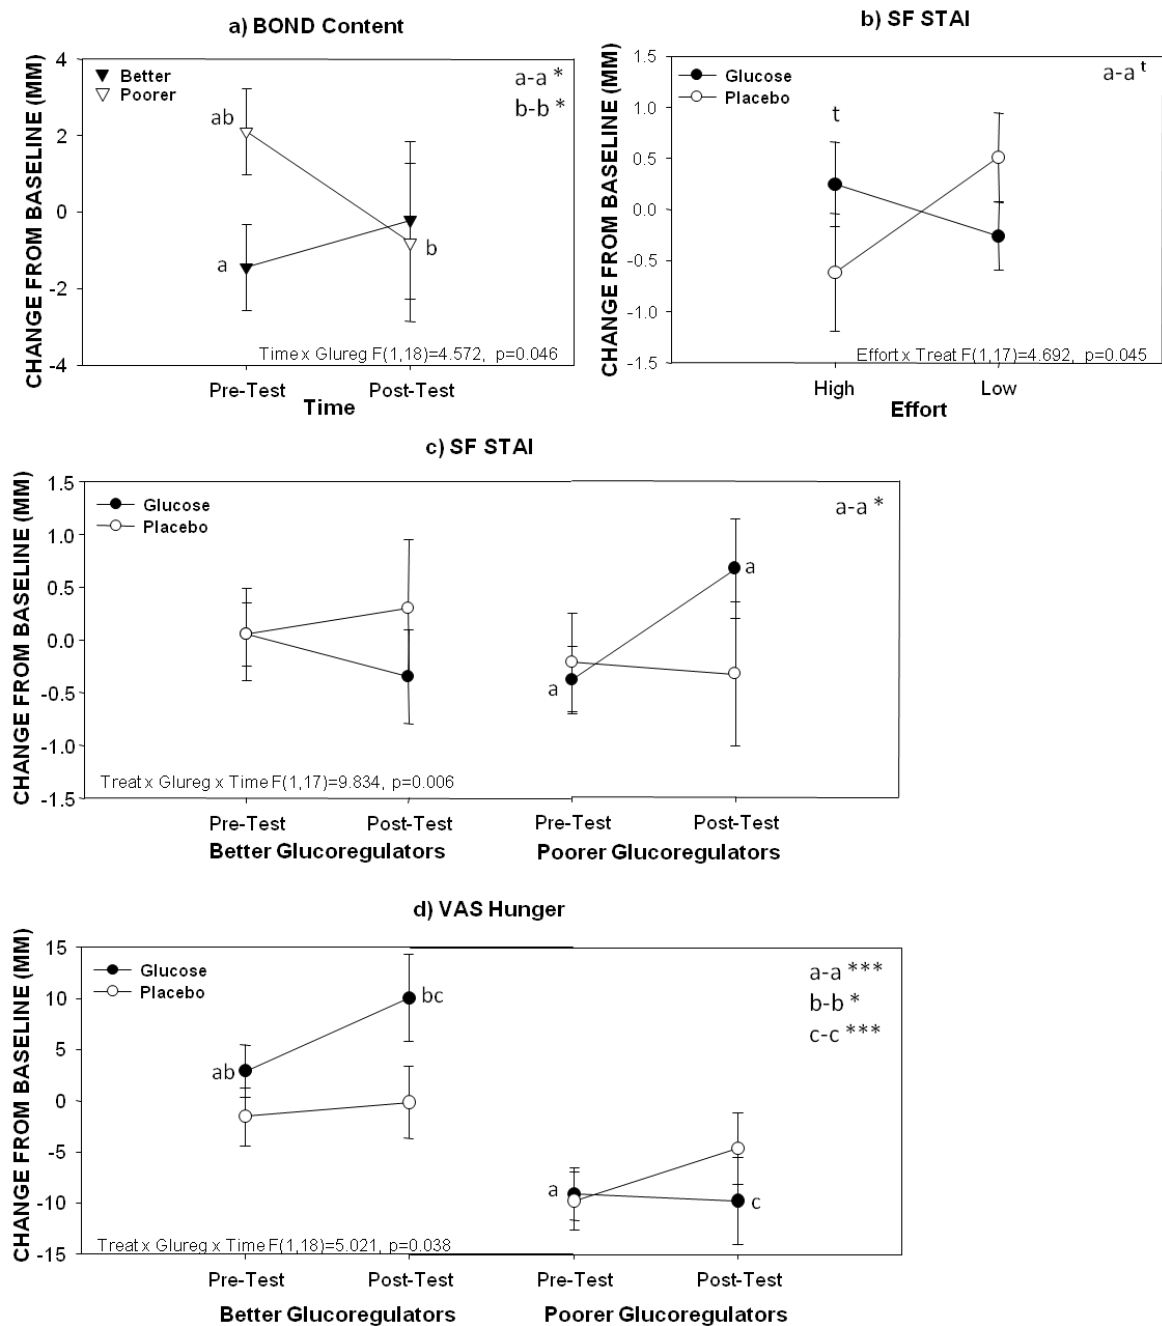 a) BOND Content
CHANGE FROM BASELINE (MM)
4
2
0
-2
-4
Better
Poorer
a-a *
b-b *
ab
a
b
Time x Glureg F(1,18)=4.572, p=0.046
Pre-Test Post-Test
Time
b) SF STAI
CHANGE FROM BASELINE (MM)
1.5
1.0
0.5
0.0
-0.5
-1.0
-1.5
Glucose
Placebo
a-a t
t
Effort x Treat F(1,17)=4.692, p=0.045
High Low
Effort
c) SF STAI
CHANGE FROM BASELINE (MM)
1.5
1.0
0.5
0.0
-0.5
-1.0
-1.5
Glucose
Placebo
a-a *
a
a
Treat x Glureg x Time F(1,17)=9.834, p=0.006
Pre-Test Post-Test Pre-Test Post-Test
Better Glucoregulators Poorer Glucoregulators
d) VAS Hunger
CHANGE FROM BASELINE (MM)
15
10
5
0
-5
-10
-15
Glucose
Placebo
a-a ***
b-b *
c-c ***
bc
ab
a
c
Treat x Glureg x Time F(1,18)=5.021, p=0.038
Pre-Test Post-Test Pre-Test Post-Test
Better Glucoregulators Poorer Glucoregulators